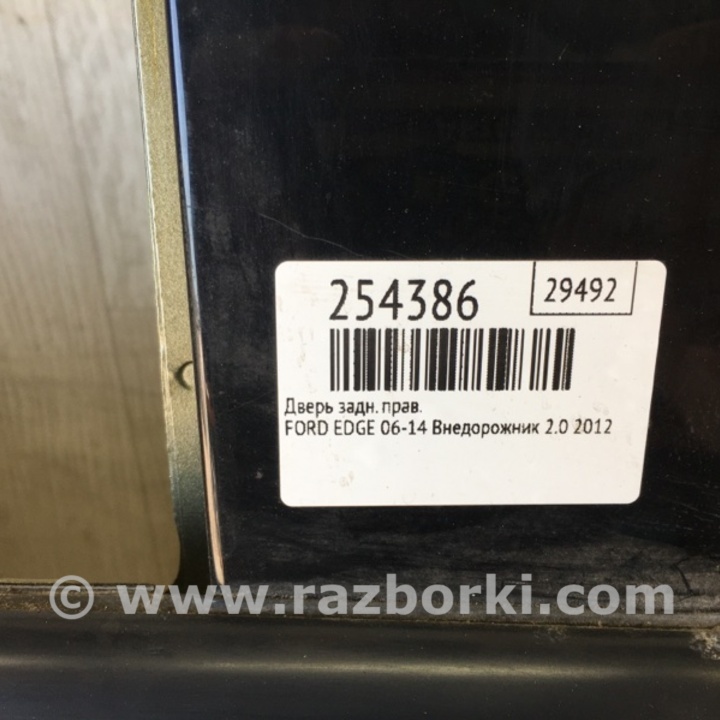 254386
29492
Дверь задн. прав.
FORD EDGE 06-14 Внедорожник 2.0 2012
© www.razborki.com